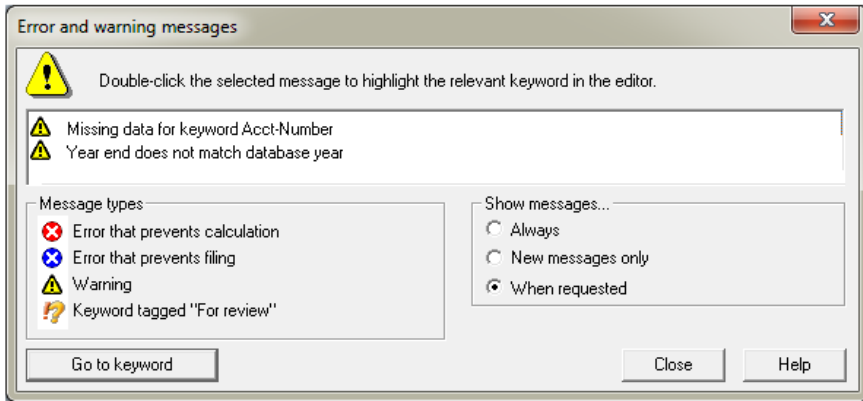 Error and warning messages
Double-click the selected message to highlight the relevant keyword in the editor.
Missing data for keyword Acct-Number
Year end does not match database year
Message types
Error that prevents calculation
Error that prevents filing
Warning
Keyword tagged "For review"
Show messages...
Always
New messages only
When requested
Go to keyword
Close
Help